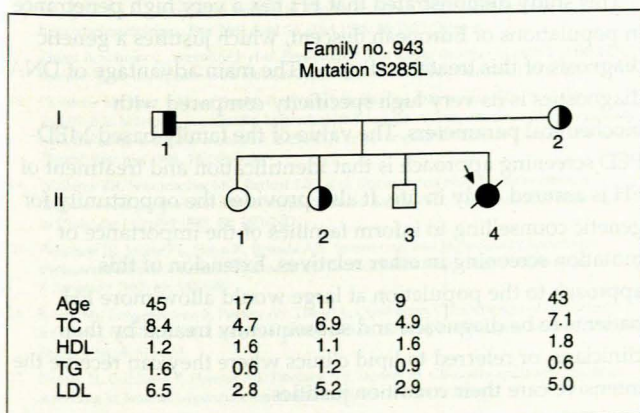 Family no. 943
Mutation S285L
I
1 2
II
1 2 3 4
Age 45 17 11 9 43
TC 8.4 4.7 6.9 4.9 7.1
HDL 1.2 1.6 1.1 1.6 1.8
TG 1.6 0.6 1.2 0.9 0.6
LDL 6.5 2.8 5.2 2.9 5.0